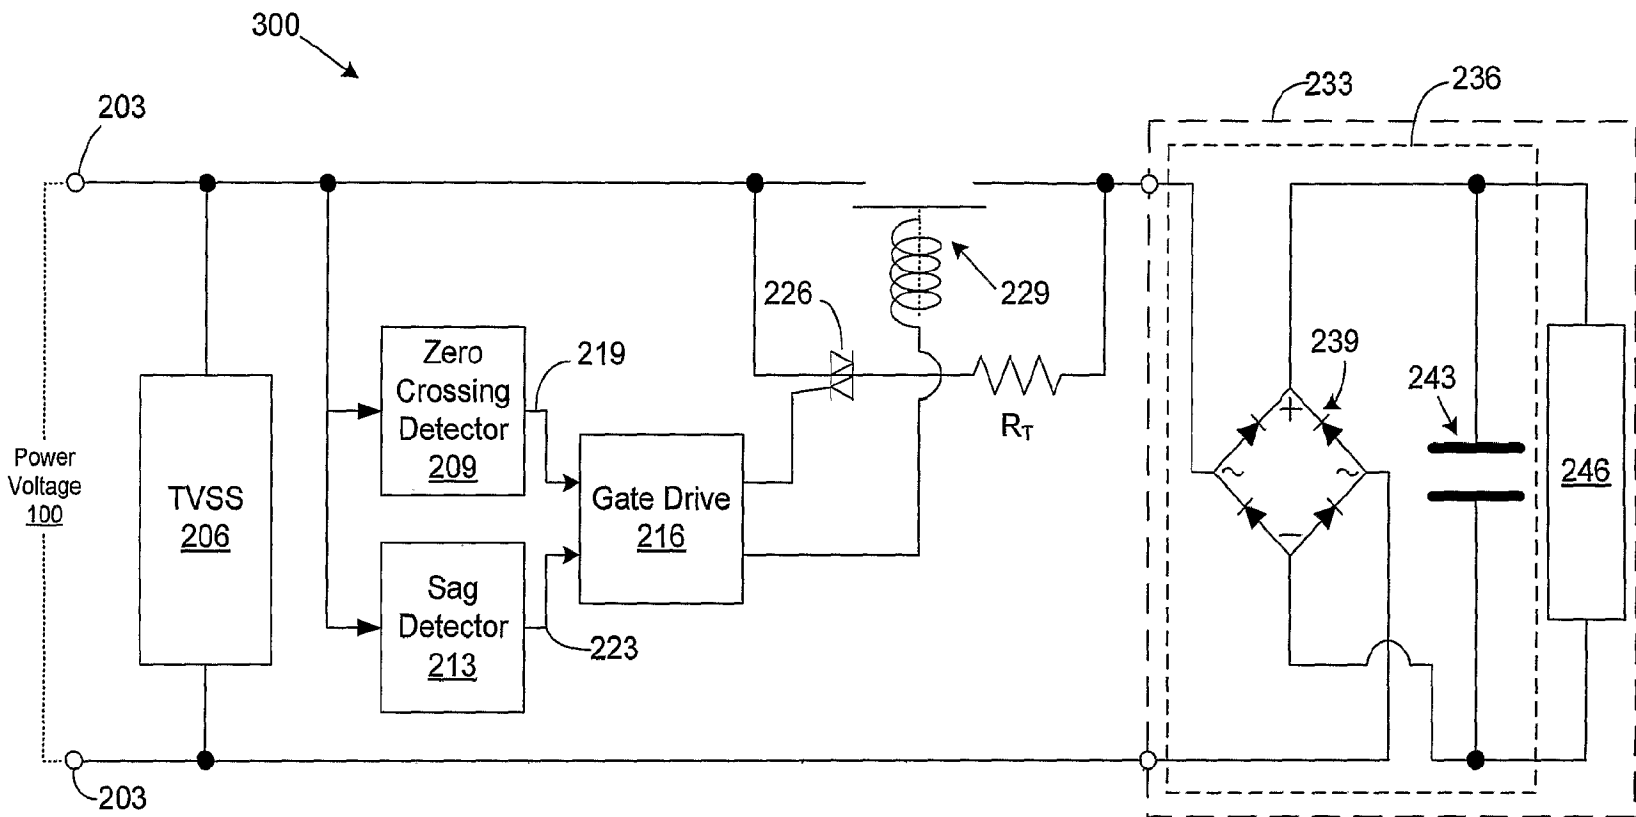 300
203
233
236
226
229
Zero
Crossing
Detector
209
219
239
243
R_T
Power
Voltage
100
TVSS
206
Gate Drive
216
+
~
~
−
246
Sag
Detector
213
223
203